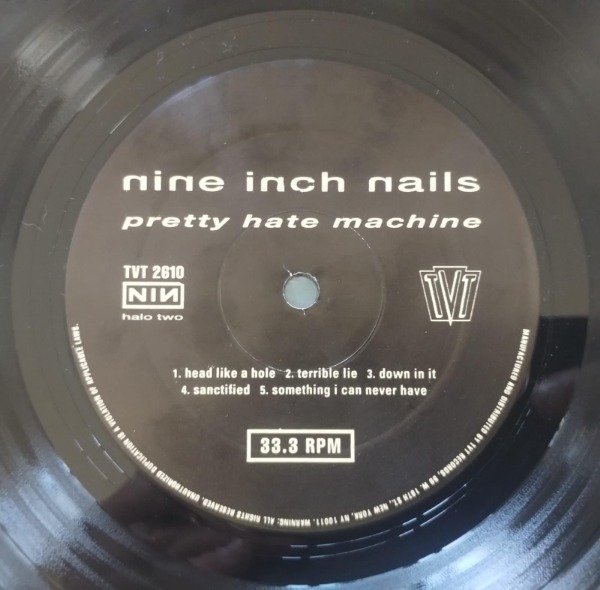 nine inch nails
pretty hate machine
TVT 2610
NIN
halo two
TVT
1. head like a hole 2. terrible lie 3. down in it
4. sanctified 5. something i can never have
33.3 RPM
MANUFACTURED AND DISTRIBUTED BY TVT RECORDS, 59 W. 19TH ST., NEW YORK, NY 10011. WARNING: ALL RIGHTS RESERVED. UNAUTHORIZED DUPLICATION IS A VIOLATION OF APPLICABLE LAWS.